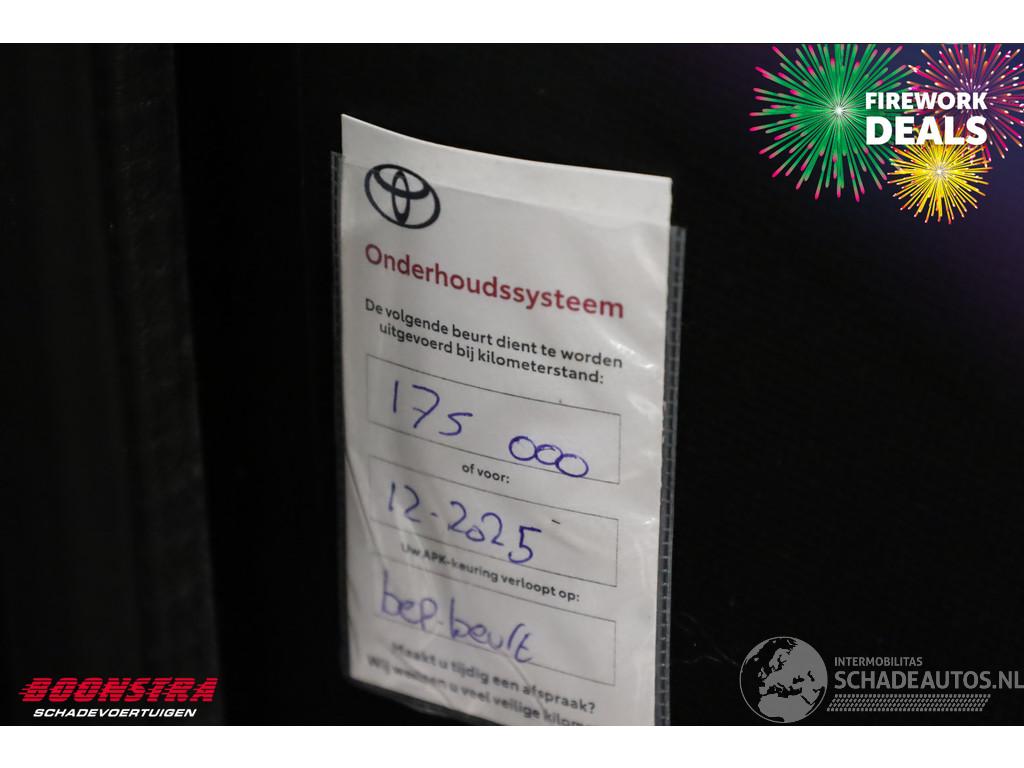 FIREWORK
DEALS
Onderhoudssysteem
De volgende beurt dient te worden
uitgevoerd bij kilometerstand:
175 000
of voor:
12-2025
Uw APK-keuring verloopt op:
bep. beurt
Maakt u tijdig een afspraak?
Wij wensen u veel veilige kilome
BOONSTRA
SCHADEVOERTUIGEN
INTERMOBILITAS
SCHADEAUTOS.NL